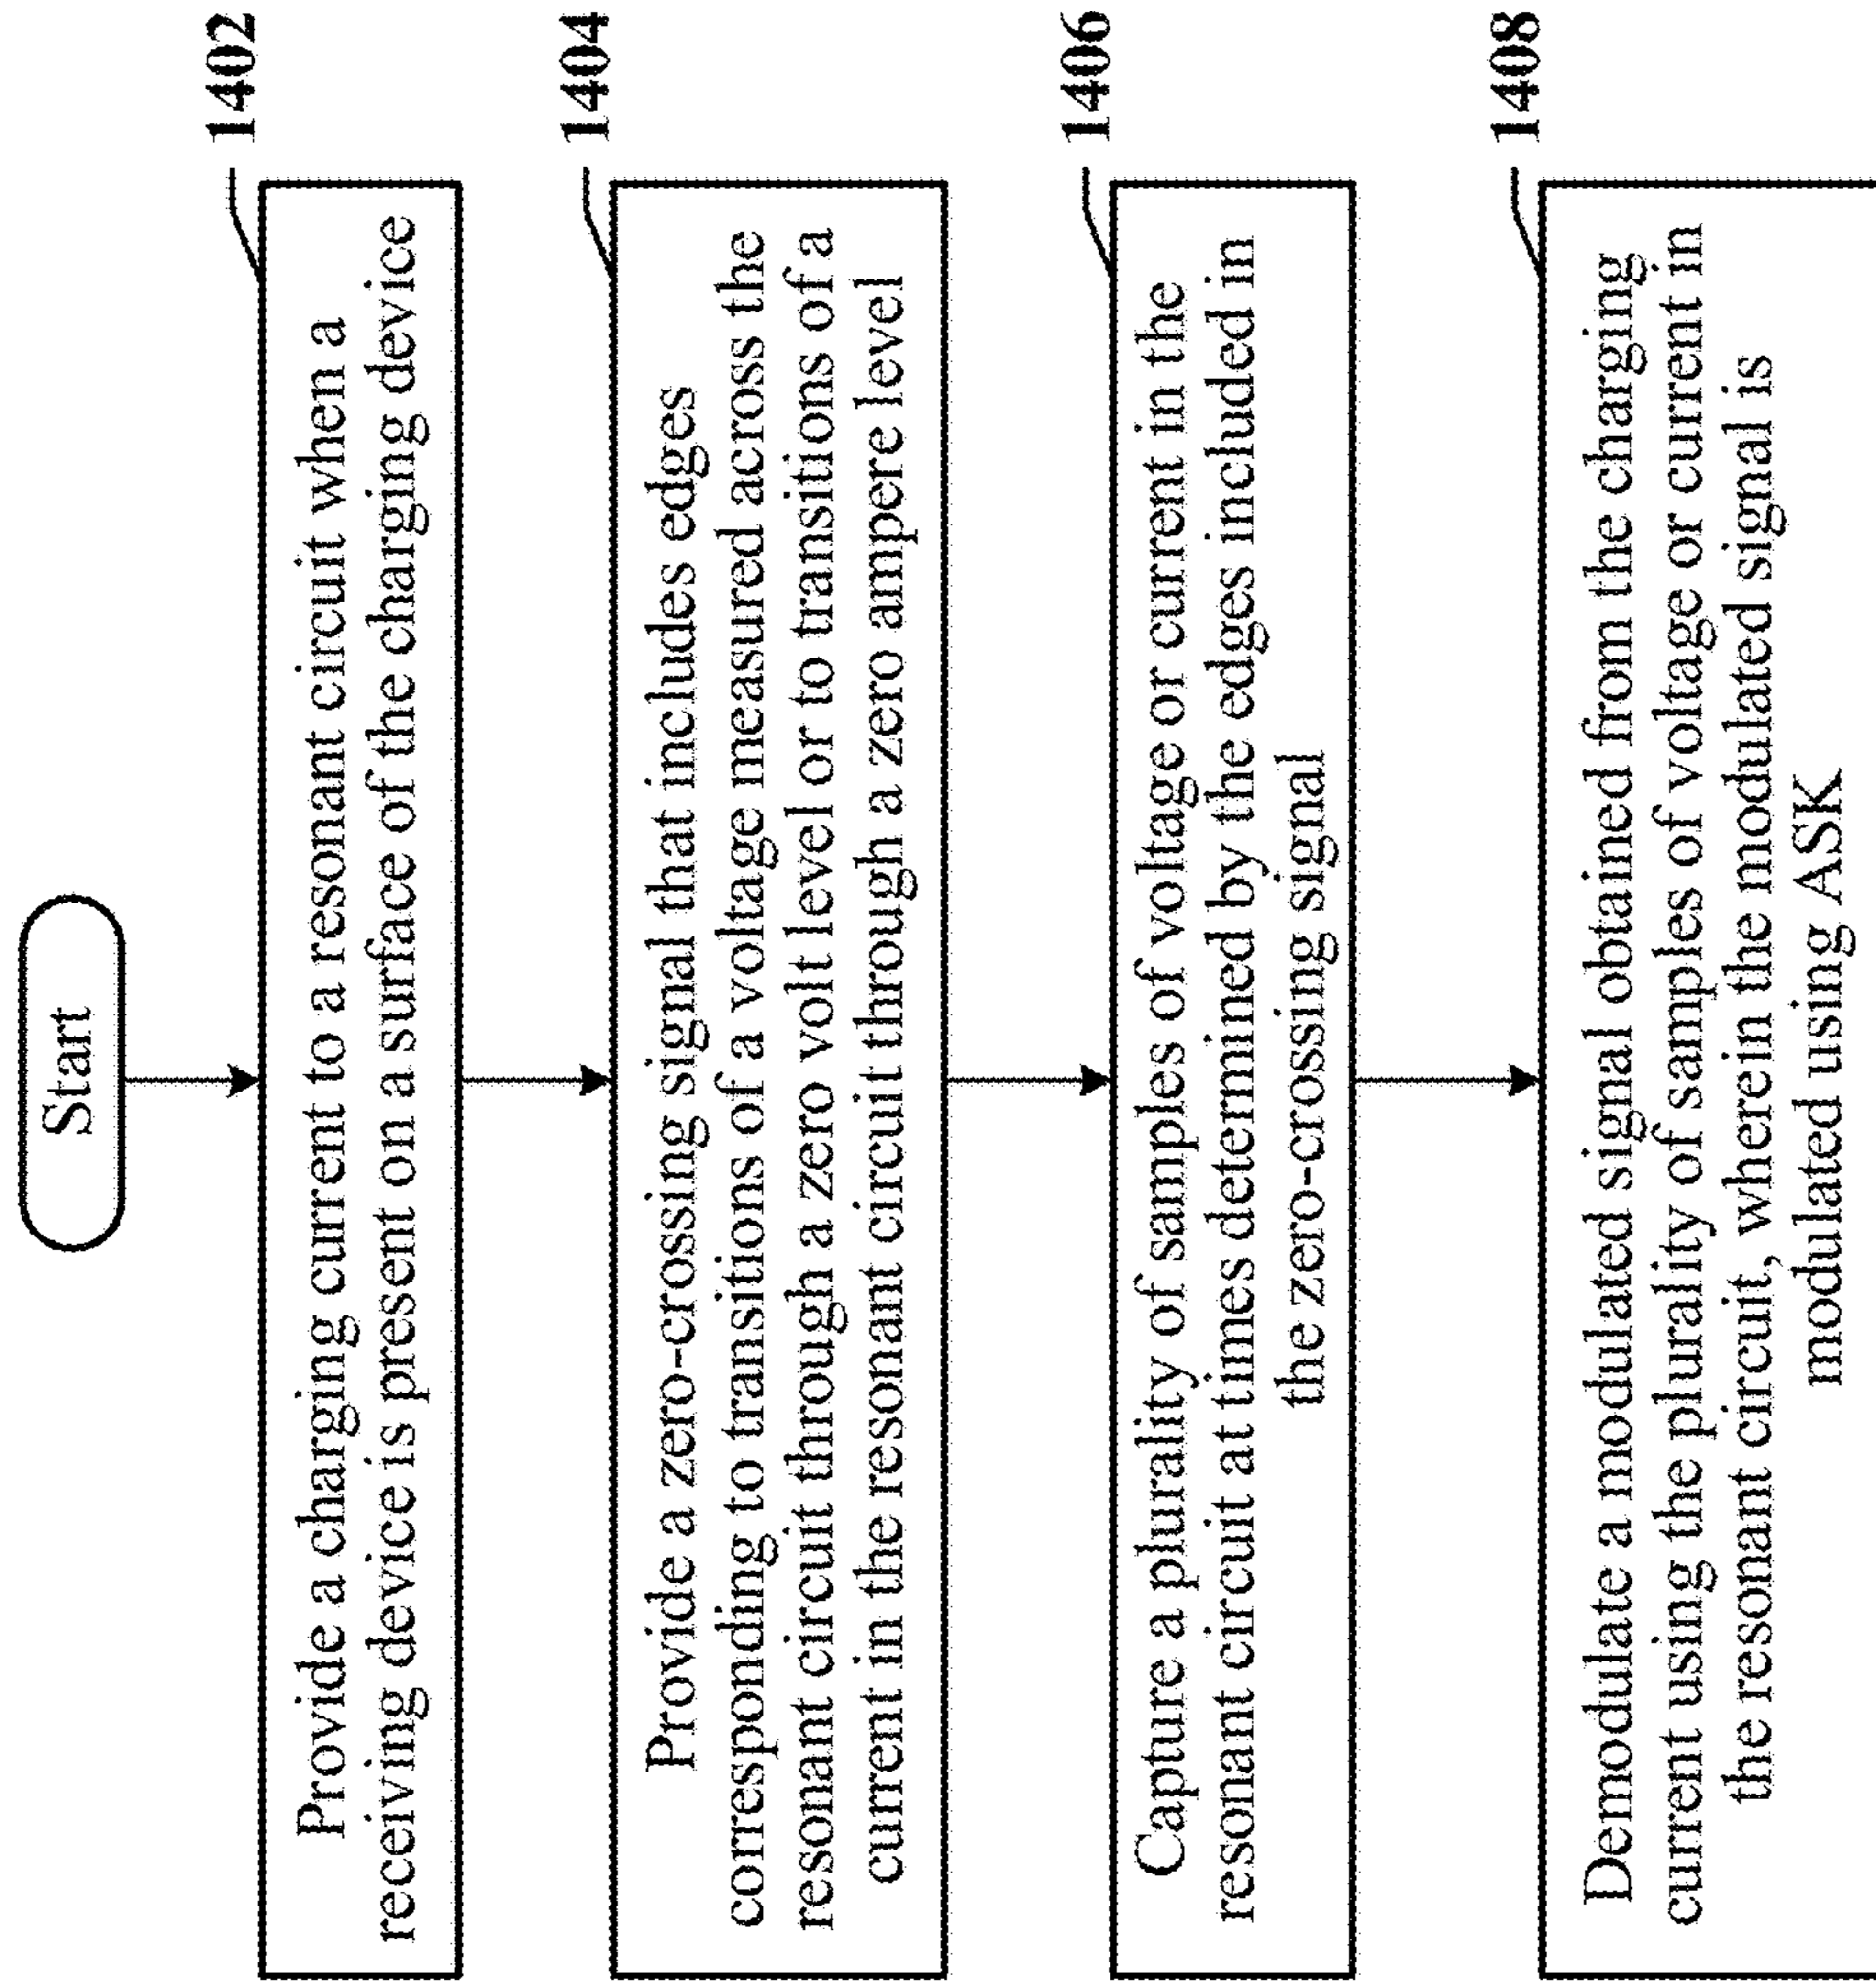 Start
1402
Provide a charging current to a resonant circuit when a
receiving device is present on a surface of the charging device
1404
Provide a zero-crossing signal that includes edges
corresponding to transitions of a voltage measured across the
resonant circuit through a zero volt level or to transitions of a
current in the resonant circuit through a zero ampere level
1406
Capture a plurality of samples of voltage or current in the
resonant circuit at times determined by the edges included in
the zero-crossing signal
1408
Demodulate a modulated signal obtained from the charging
current using the plurality of samples of voltage or current in
the resonant circuit, wherein the modulated signal is
modulated using ASK